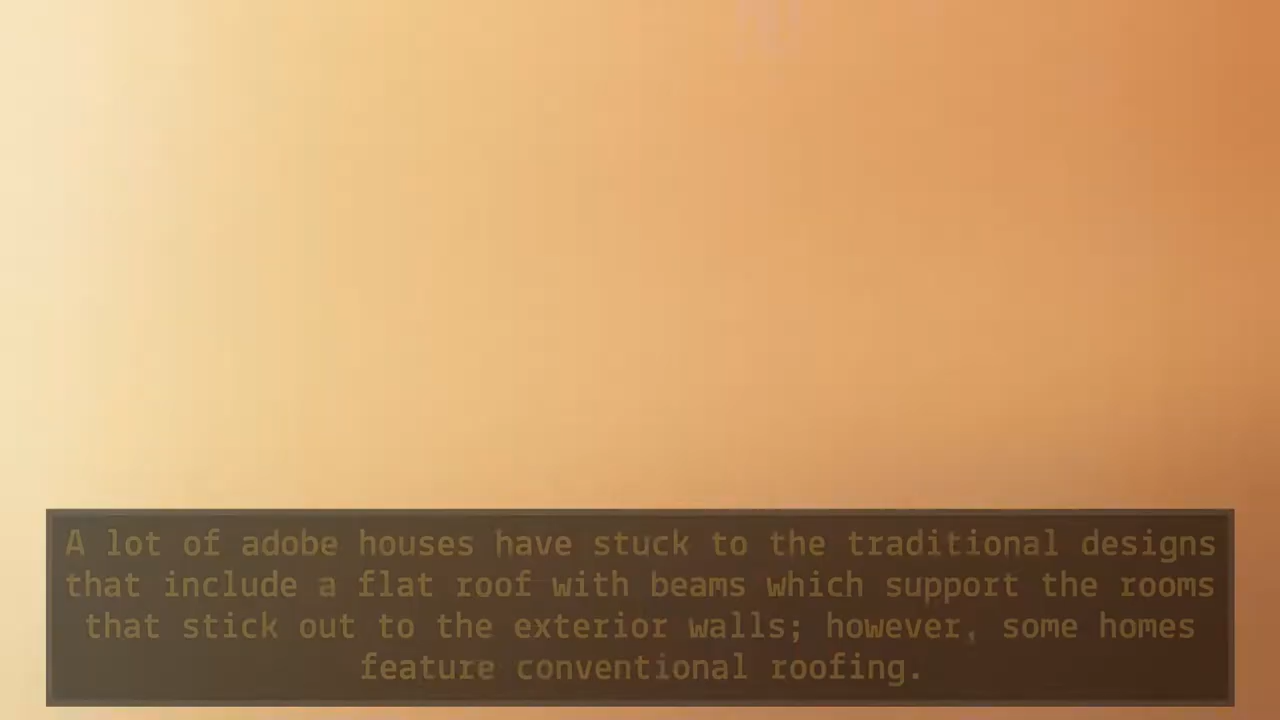 A lot of adobe houses have stuck to the traditional designs
that include a flat roof with beams which support the rooms
that stick out to the exterior walls; however, some homes
feature conventional roofing.